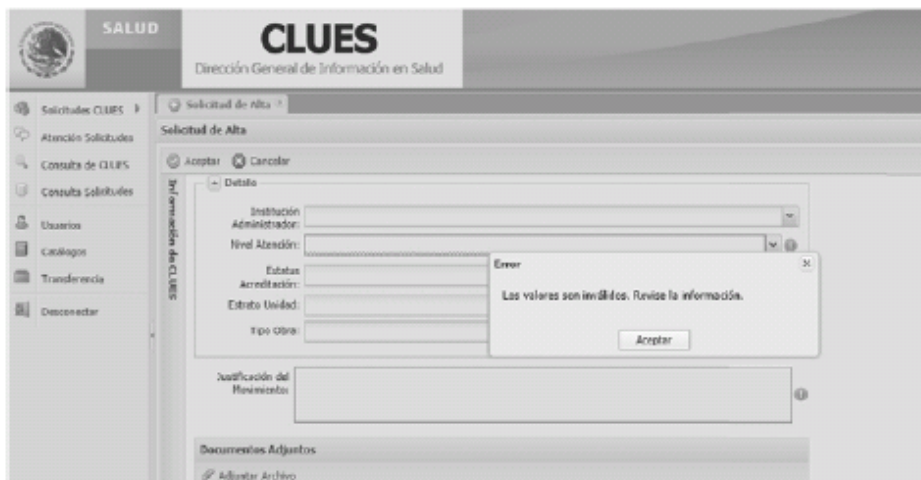 SALUD
CLUES
Dirección General de Información en Salud
Solicitudes CLUES
Atención Solicitudes
Consulta de CLUES
Consulta Solicitudes
Usuarios
Catálogos
Transferencia
Desconectar
Solicitud de Alta
Solicitud de Alta
Aceptar Cancelar
Información de CLUES
Detalle
Institución
Administrador:
Nivel Atención:
Estatus
Acreditación:
Estrato Unidad:
Tipo Obra:
Error
Los valores son inválidos. Revise la información.
Aceptar
Justificación del
Movimiento:
Documentos Adjuntos
Adjuntar Archivo